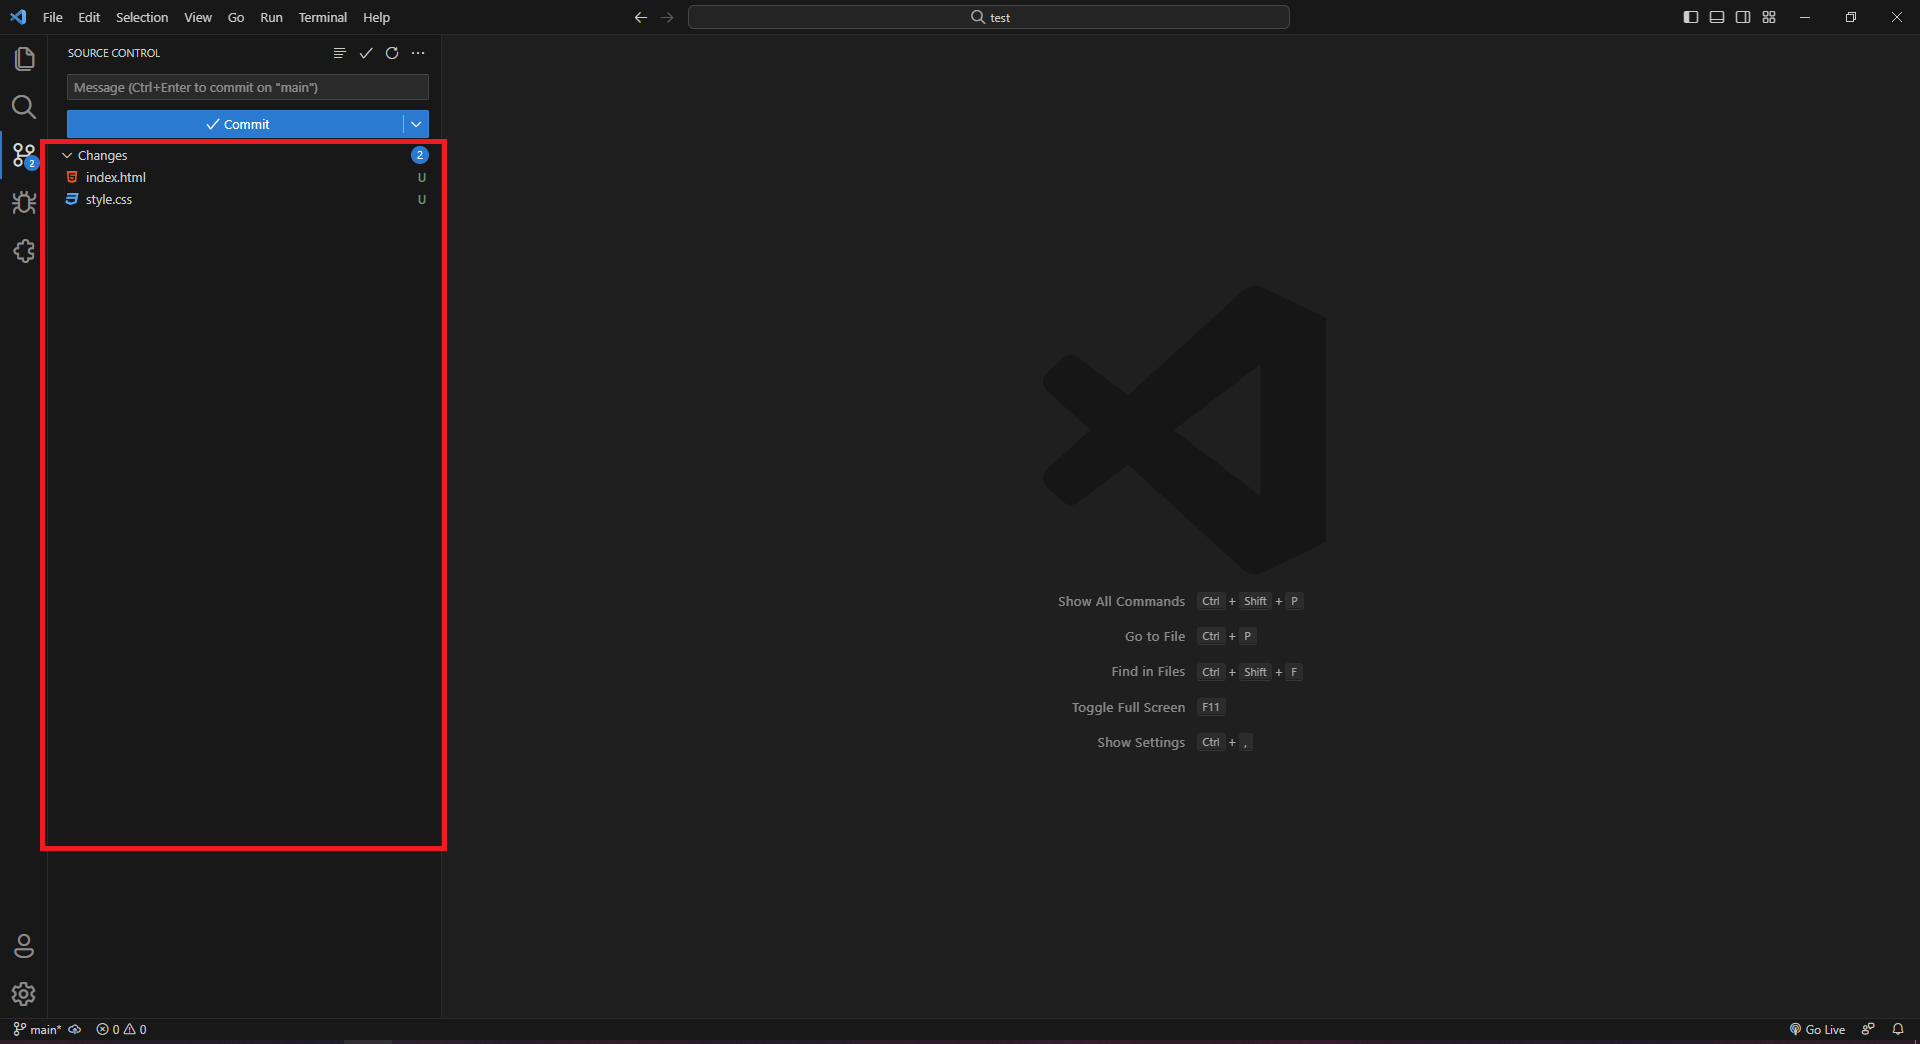 File Edit Selection View Go Run Terminal Help
test
SOURCE CONTROL
Message (Ctrl+Enter to commit on "main")
Commit
2
Changes 2
index.html U
style.css U
Show All Commands Ctrl + Shift + P
Go to File Ctrl + P
Find in Files Ctrl + Shift + F
Toggle Full Screen F11
Show Settings Ctrl + ,
main* 0 0
Go Live